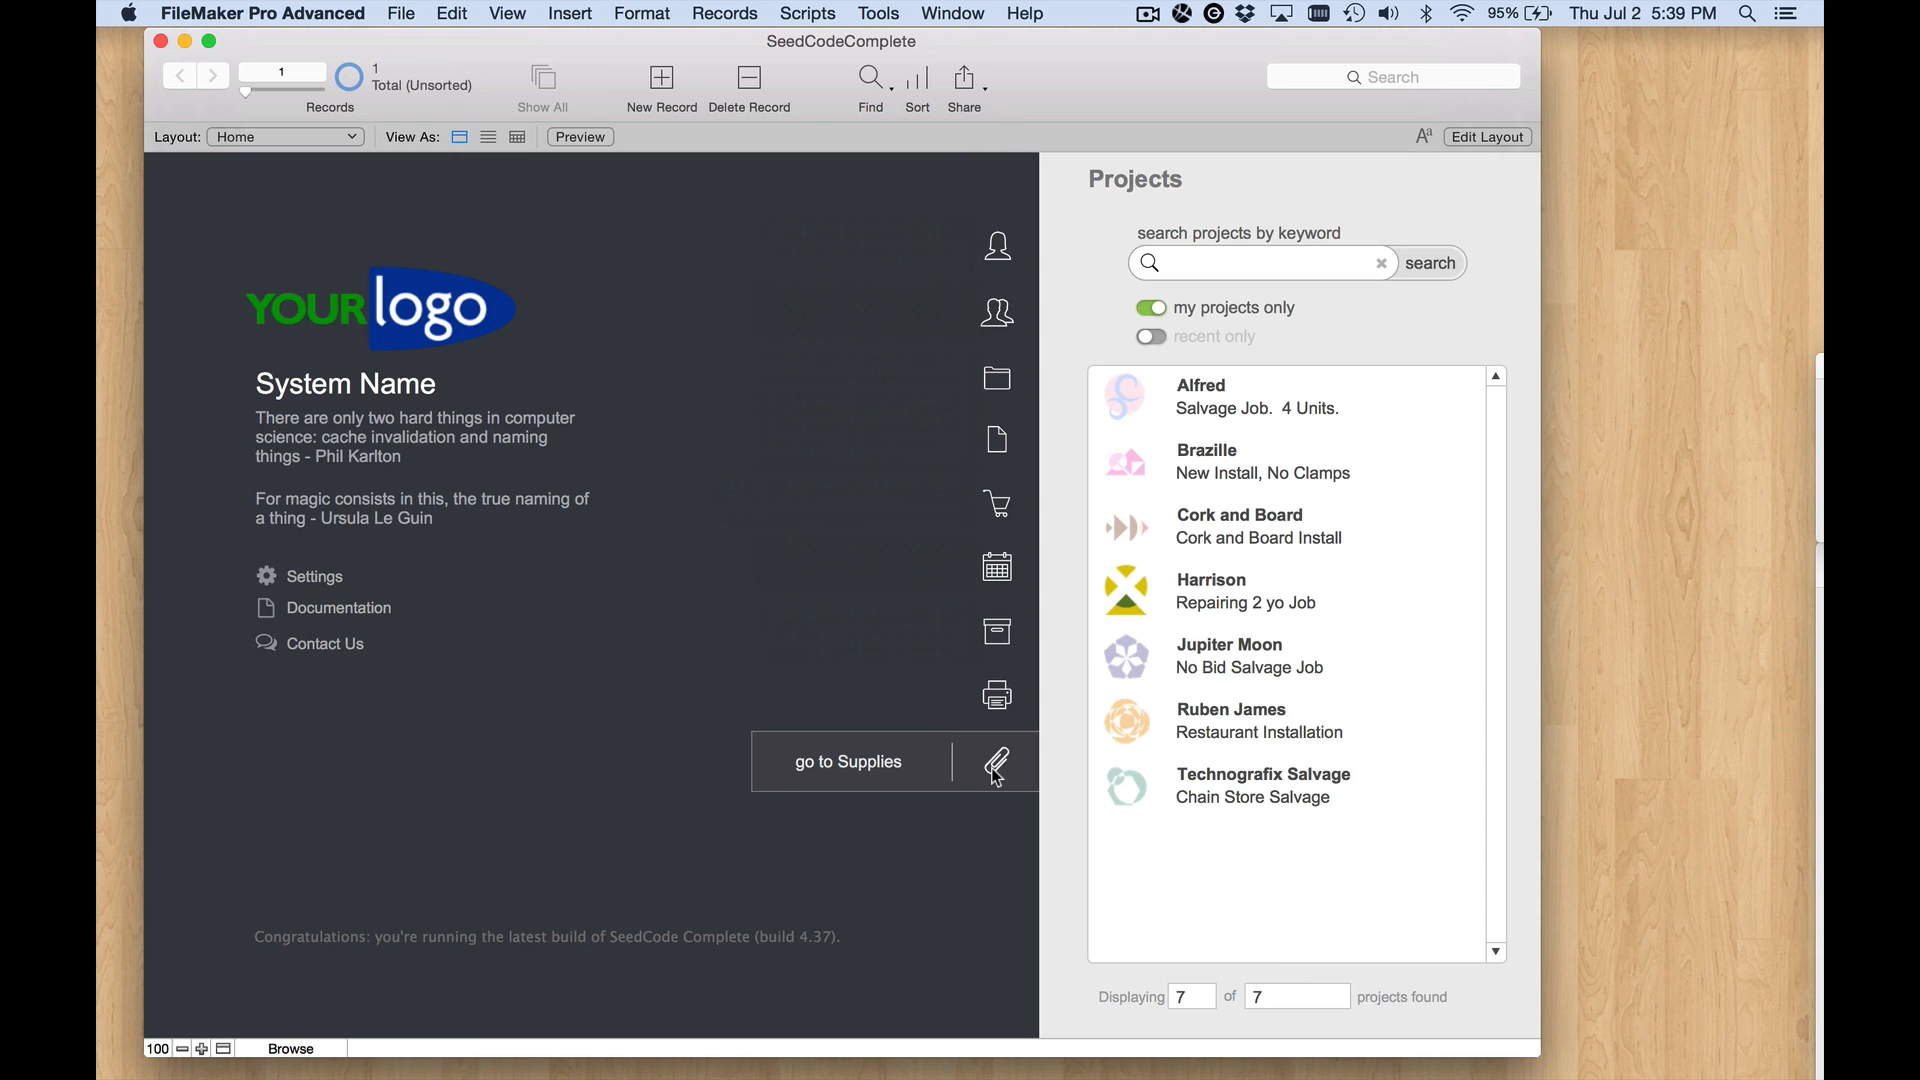 FileMaker Pro Advanced File Edit View Insert Format Records Scripts Tools Window Help 95% Thu Jul 2 5:39 PM
SeedCodeComplete
1
1
Total (Unsorted)
Records
Show All
New Record
Delete Record
Find
Sort
Share
Search
Layout: Home
View As:
Preview
Aa
Edit Layout
YOURlogo
System Name
There are only two hard things in computer
science: cache invalidation and naming
things - Phil Karlton
For magic consists in this, the true naming of
a thing - Ursula Le Guin
Settings
Documentation
Contact Us
go to Supplies
Congratulations: you're running the latest build of SeedCode Complete (build 4.37).
Projects
search projects by keyword
search
my projects only
recent only
Alfred
Salvage Job. 4 Units.
Brazille
New Install, No Clamps
Cork and Board
Cork and Board Install
Harrison
Repairing 2 yo Job
Jupiter Moon
No Bid Salvage Job
Ruben James
Restaurant Installation
Technografix Salvage
Chain Store Salvage
Displaying 7 of 7 projects found
100
Browse